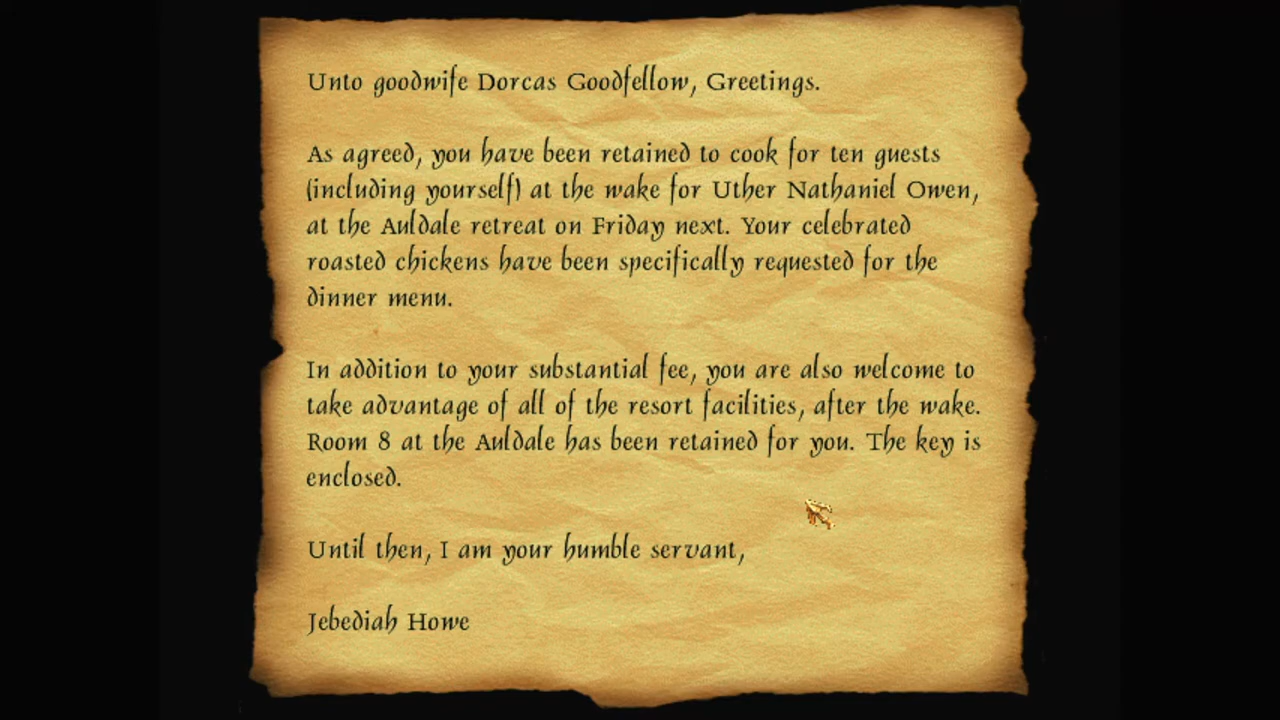 Unto goodwife Dorcas Goodfellow, Greetings.
As agreed, you have been retained to cook for ten guests
(including yourself) at the wake for Uther Nathaniel Owen,
at the Auldale retreat on Friday next. Your celebrated
roasted chickens have been specifically requested for the
dinner menu.
In addition to your substantial fee, you are also welcome to
take advantage of all of the resort facilities, after the wake.
Room 8 at the Auldale has been retained for you. The key is
enclosed.
Until then, I am your humble servant,
Jebediah Howe